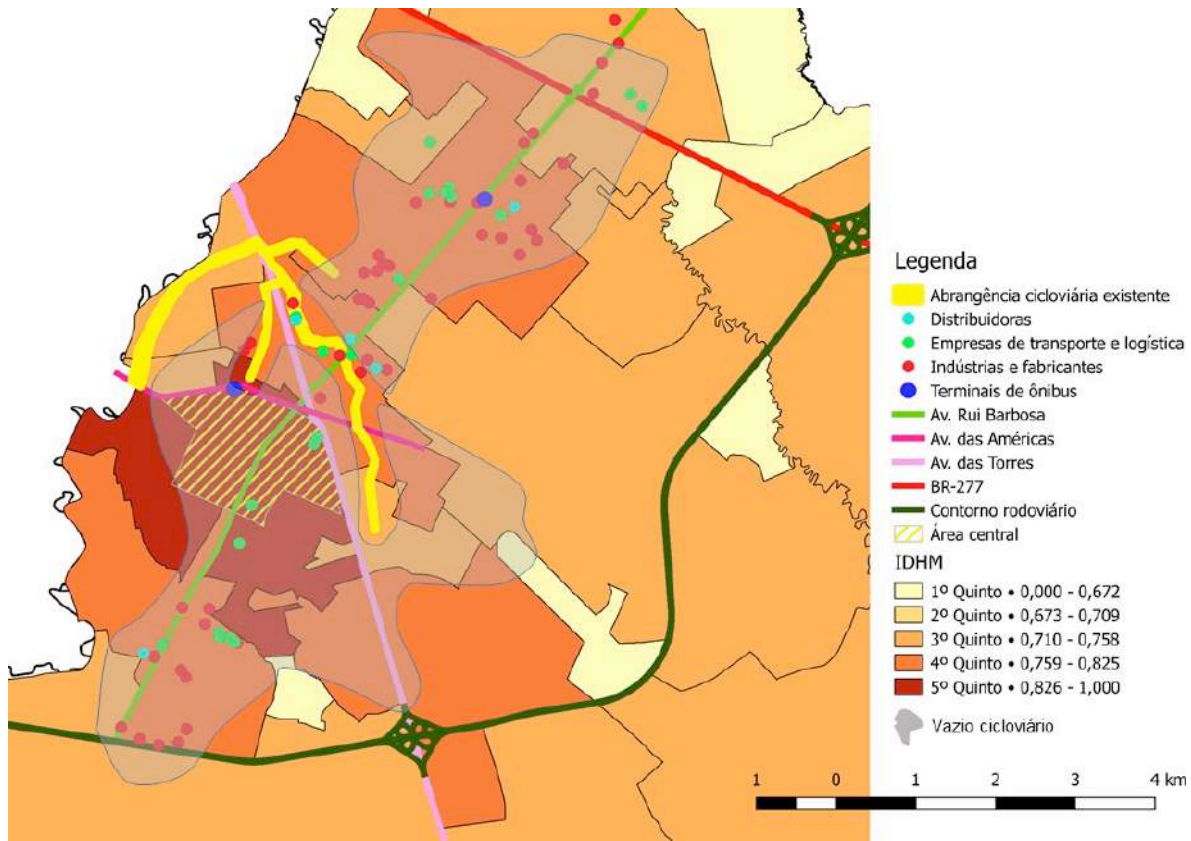 Legenda
Abrangência cicloviária existente
Distribuidoras
Empresas de transporte e logística
Indústrias e fabricantes
Terminais de ônibus
Av. Rui Barbosa
Av. das Américas
Av. das Torres
BR-277
Contorno rodoviário
Área central
IDHM
1º Quinto • 0,000 - 0,672
2º Quinto • 0,673 - 0,709
3º Quinto • 0,710 - 0,758
4º Quinto • 0,759 - 0,825
5º Quinto • 0,826 - 1,000
Vazio cicloviário
1 0 1 2 3 4 km